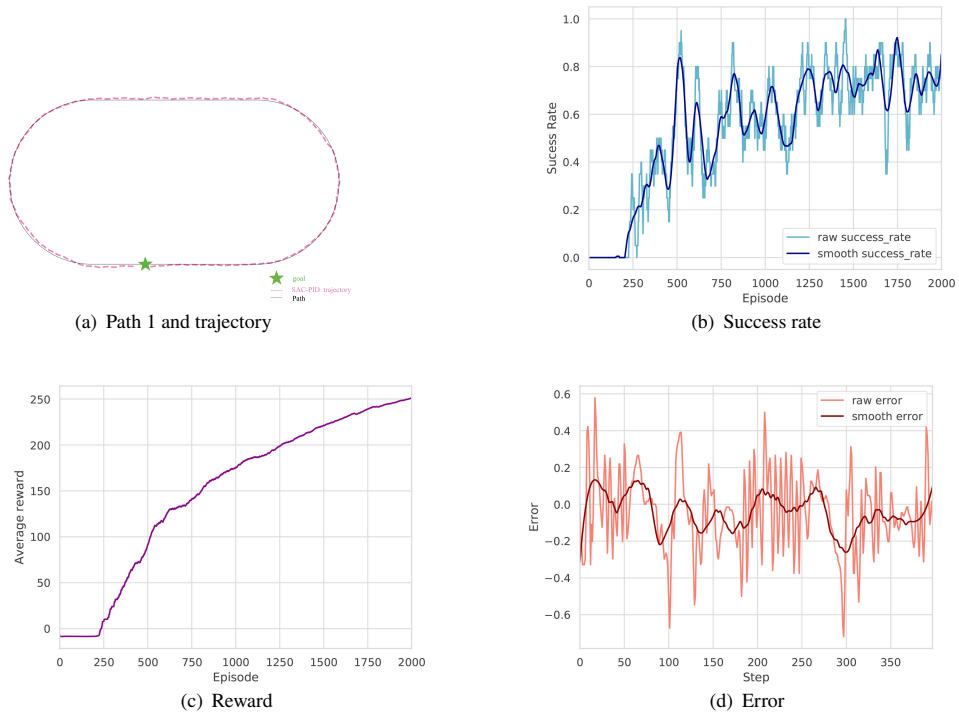 goal
SAC-PID trajectory
Path
(a) Path 1 and trajectory
1.0
0.8
0.6
0.4
0.2
0.0
Sucess Rate
raw success_rate
smooth success_rate
0 250 500 750 1000 1250 1500 1750 2000
Episode
(b) Success rate
250
200
150
100
50
0
Average reward
0 250 500 750 1000 1250 1500 1750 2000
Episode
(c) Reward
0.6
0.4
0.2
0.0
−0.2
−0.4
−0.6
Error
raw error
smooth error
0 50 100 150 200 250 300 350
Step
(d) Error